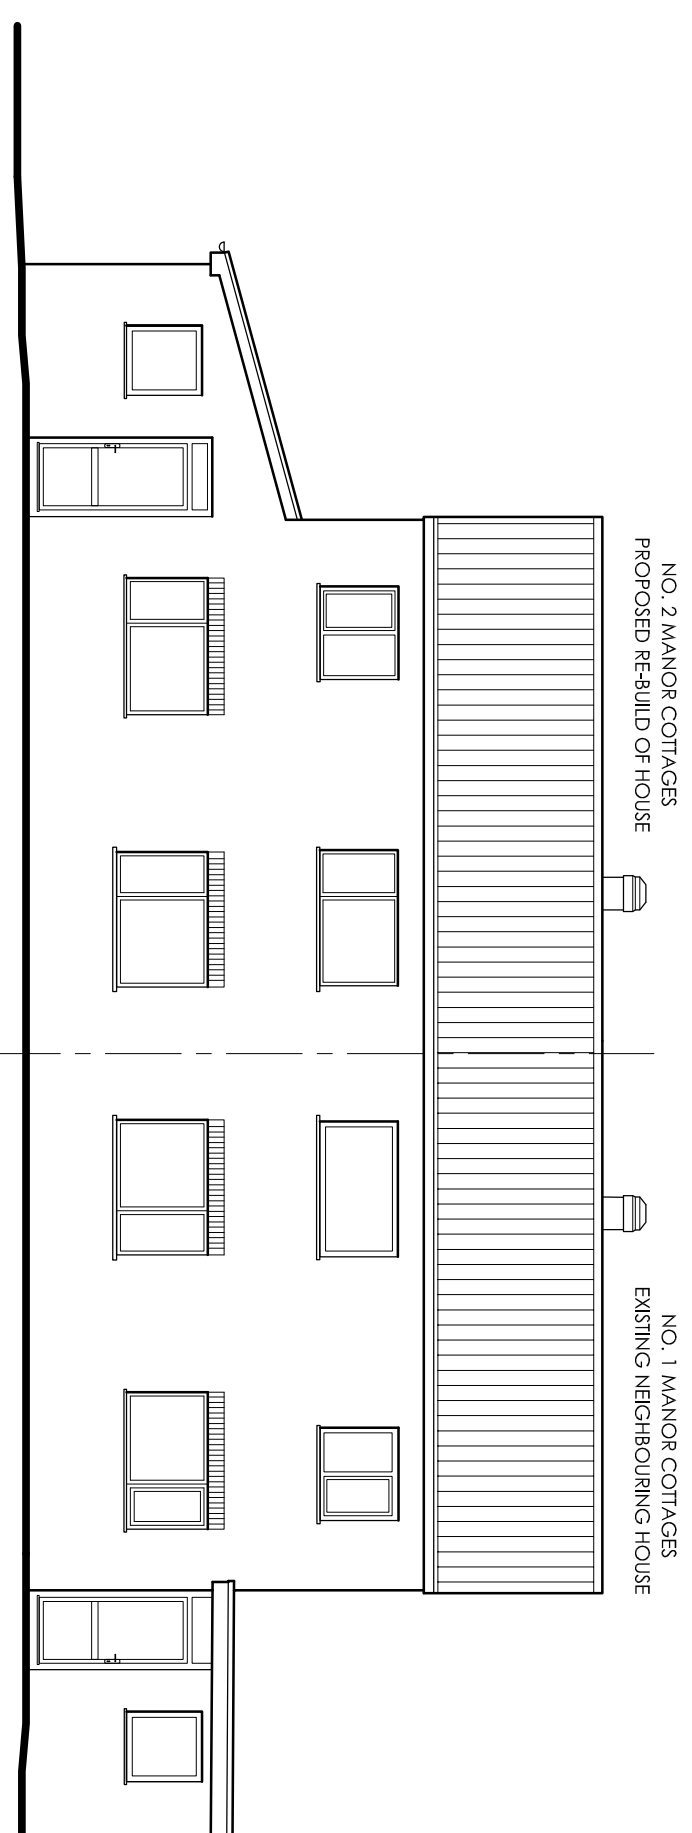 NO. 2 MANOR COTTAGES
PROPOSED RE-BUILD OF HOUSE
NO. 1 MANOR COTTAGES
EXISTING NEIGHBOURING HOUSE